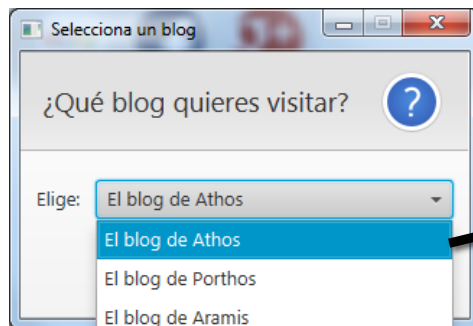 Selecciona un blog
¿Qué blog quieres visitar?
?
Elige: El blog de Athos
El blog de Athos
El blog de Porthos
El blog de Aramis